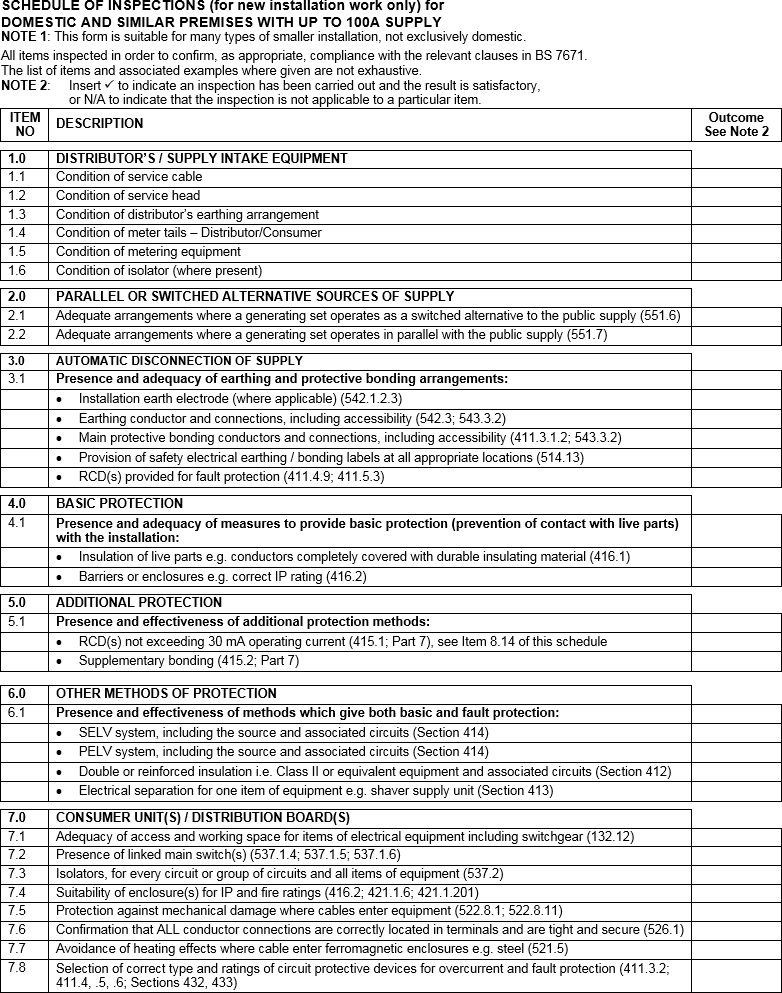 SCHEDULE OF INSPECTIONS (for new installation work only) for
DOMESTIC AND SIMILAR PREMISES WITH UP TO 100A SUPPLY
NOTE 1: This form is suitable for many types of smaller installation, not exclusively domestic.
All items inspected in order to confirm, as appropriate, compliance with the relevant clauses in BS 7671.
The list of items and associated examples where given are not exhaustive.
NOTE 2: Insert ✓ to indicate an inspection has been carried out and the result is satisfactory,
or N/A to indicate that the inspection is not applicable to a particular item.
ITEM NO DESCRIPTION Outcome See Note 2
1.0 DISTRIBUTOR'S / SUPPLY INTAKE EQUIPMENT
1.1 Condition of service cable
1.2 Condition of service head
1.3 Condition of distributor's earthing arrangement
1.4 Condition of meter tails – Distributor/Consumer
1.5 Condition of metering equipment
1.6 Condition of isolator (where present)
2.0 PARALLEL OR SWITCHED ALTERNATIVE SOURCES OF SUPPLY
2.1 Adequate arrangements where a generating set operates as a switched alternative to the public supply (551.6)
2.2 Adequate arrangements where a generating set operates in parallel with the public supply (551.7)
3.0 AUTOMATIC DISCONNECTION OF SUPPLY
3.1 Presence and adequacy of earthing and protective bonding arrangements:
• Installation earth electrode (where applicable) (542.1.2.3)
• Earthing conductor and connections, including accessibility (542.3; 543.3.2)
• Main protective bonding conductors and connections, including accessibility (411.3.1.2; 543.3.2)
• Provision of safety electrical earthing / bonding labels at all appropriate locations (514.13)
• RCD(s) provided for fault protection (411.4.9; 411.5.3)
4.0 BASIC PROTECTION
4.1 Presence and adequacy of measures to provide basic protection (prevention of contact with live parts)
with the installation:
• Insulation of live parts e.g. conductors completely covered with durable insulating material (416.1)
• Barriers or enclosures e.g. correct IP rating (416.2)
5.0 ADDITIONAL PROTECTION
5.1 Presence and effectiveness of additional protection methods:
• RCD(s) not exceeding 30 mA operating current (415.1; Part 7), see Item 8.14 of this schedule
• Supplementary bonding (415.2; Part 7)
6.0 OTHER METHODS OF PROTECTION
6.1 Presence and effectiveness of methods which give both basic and fault protection:
• SELV system, including the source and associated circuits (Section 414)
• PELV system, including the source and associated circuits (Section 414)
• Double or reinforced insulation i.e. Class II or equivalent equipment and associated circuits (Section 412)
• Electrical separation for one item of equipment e.g. shaver supply unit (Section 413)
7.0 CONSUMER UNIT(S) / DISTRIBUTION BOARD(S)
7.1 Adequacy of access and working space for items of electrical equipment including switchgear (132.12)
7.2 Presence of linked main switch(s) (537.1.4; 537.1.5; 537.1.6)
7.3 Isolators, for every circuit or group of circuits and all items of equipment (537.2)
7.4 Suitability of enclosure(s) for IP and fire ratings (416.2; 421.1.6; 421.1.201)
7.5 Protection against mechanical damage where cables enter equipment (522.8.1; 522.8.11)
7.6 Confirmation that ALL conductor connections are correctly located in terminals and are tight and secure (526.1)
7.7 Avoidance of heating effects where cable enter ferromagnetic enclosures e.g. steel (521.5)
7.8 Selection of correct type and ratings of circuit protective devices for overcurrent and fault protection (411.3.2;
411.4, .5, .6; Sections 432, 433)